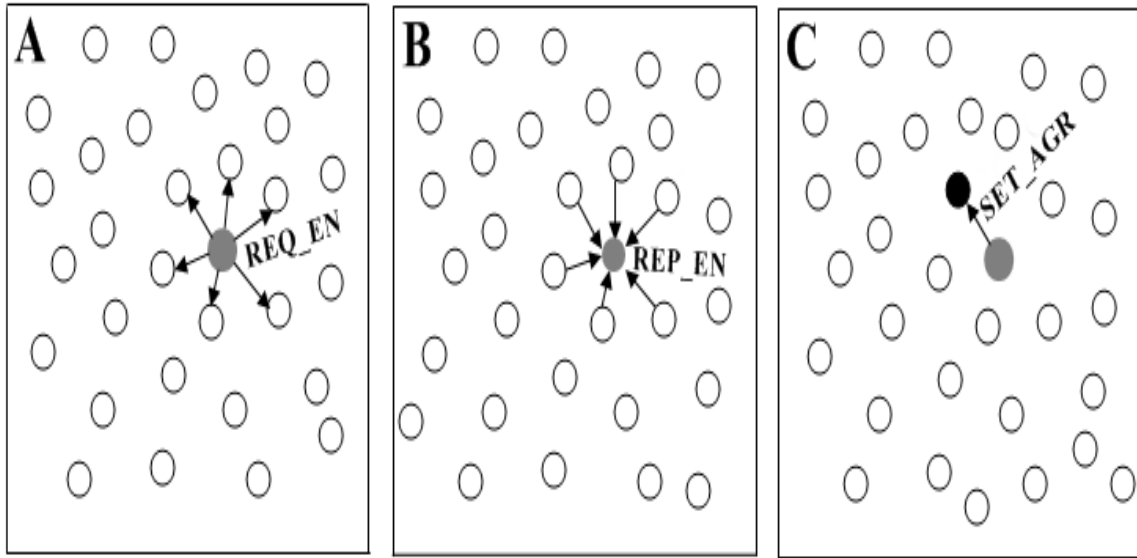 A
REQ_EN
B
REP_EN
C
SET_AGR